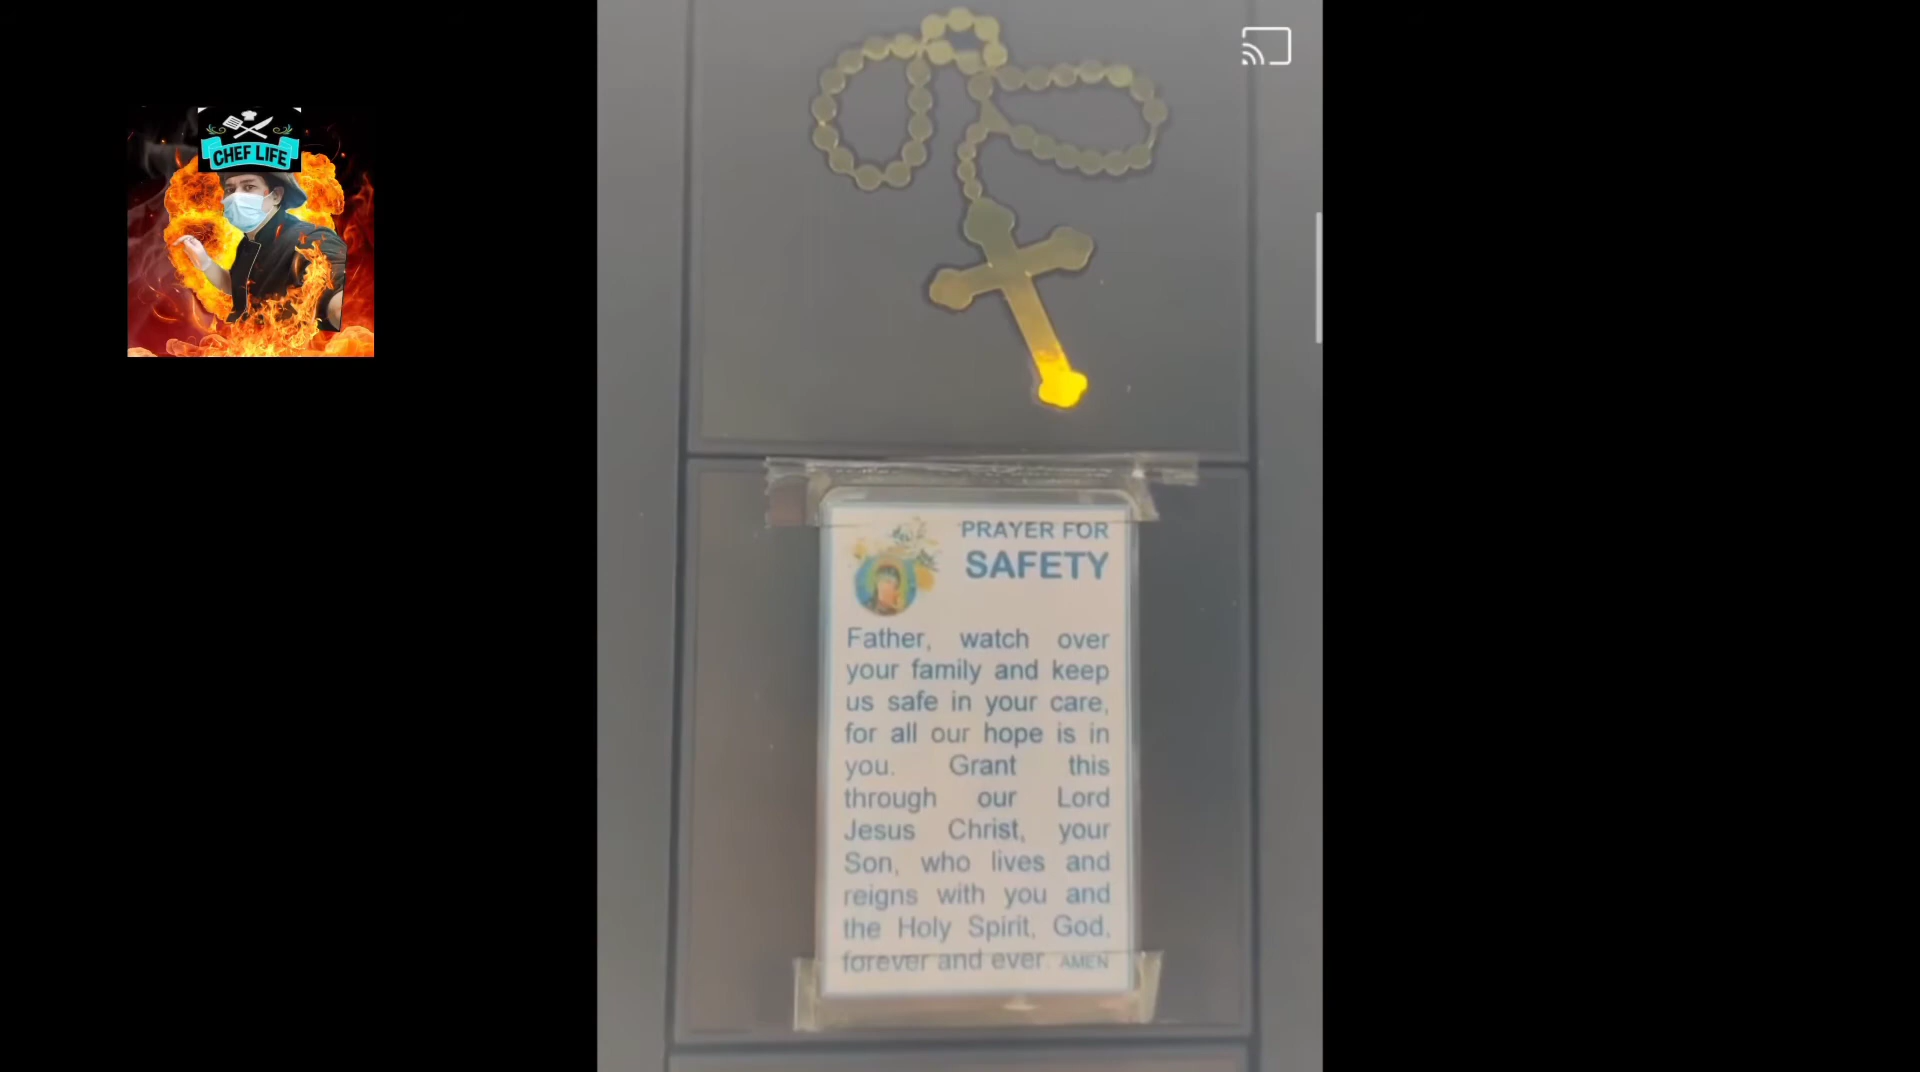 CHEF LIFE
PRAYER FOR
SAFETY
Father, watch over
your family and keep
us safe in your care,
for all our hope is in
you. Grant this
through our Lord
Jesus Christ, your
Son, who lives and
reigns with you and
the Holy Spirit, God,
forever and ever. AMEN